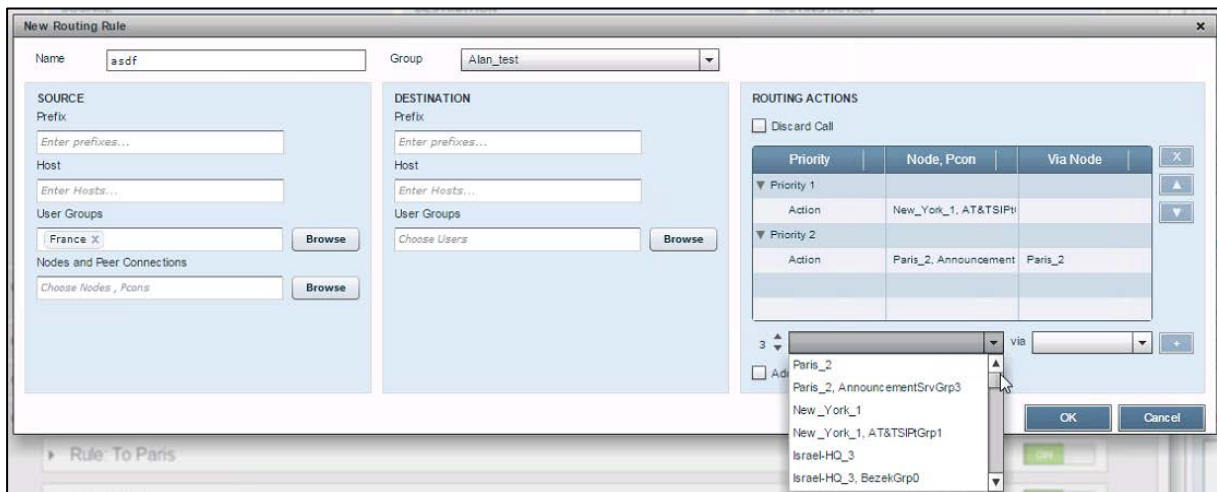 New Routing Rule x
Name asdf Group Alan_test
SOURCE
Prefix
Enter prefixes...
Host
Enter Hosts...
User Groups
France X Browse
Nodes and Peer Connections
Choose Nodes , Pcons Browse
DESTINATION
Prefix
Enter prefixes...
Host
Enter Hosts...
User Groups
Choose Users Browse
ROUTING ACTIONS
Discard Call
Priority Node, Pcon Via Node X
Priority 1
Action New_York_1, AT&TSIPt
Priority 2
Action Paris_2, Announcement Paris_2
3 via +
Paris_2
Paris_2, AnnouncementSrvGrp3
New_York_1
New_York_1, AT&TSIPtGrp1
Israel-HQ_3
Israel-HQ_3, BezekGrp0
OK Cancel
Rule: To Paris ON